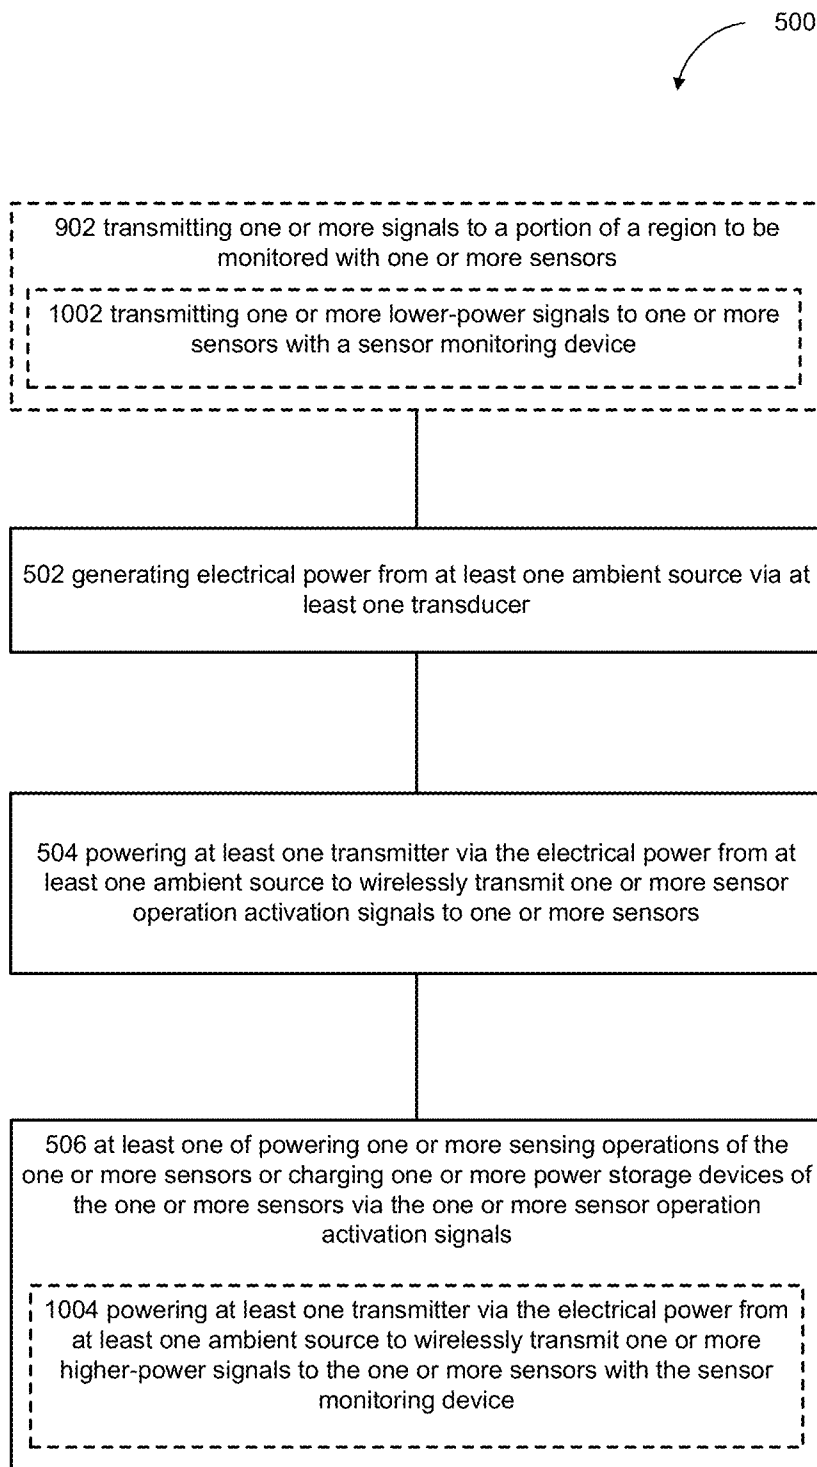 500
902 transmitting one or more signals to a portion of a region to be
monitored with one or more sensors
1002 transmitting one or more lower-power signals to one or more
sensors with a sensor monitoring device
502 generating electrical power from at least one ambient source via at
least one transducer
504 powering at least one transmitter via the electrical power from at
least one ambient source to wirelessly transmit one or more sensor
operation activation signals to one or more sensors
506 at least one of powering one or more sensing operations of the
one or more sensors or charging one or more power storage devices of
the one or more sensors via the one or more sensor operation
activation signals
1004 powering at least one transmitter via the electrical power from
at least one ambient source to wirelessly transmit one or more
higher-power signals to the one or more sensors with the sensor
monitoring device